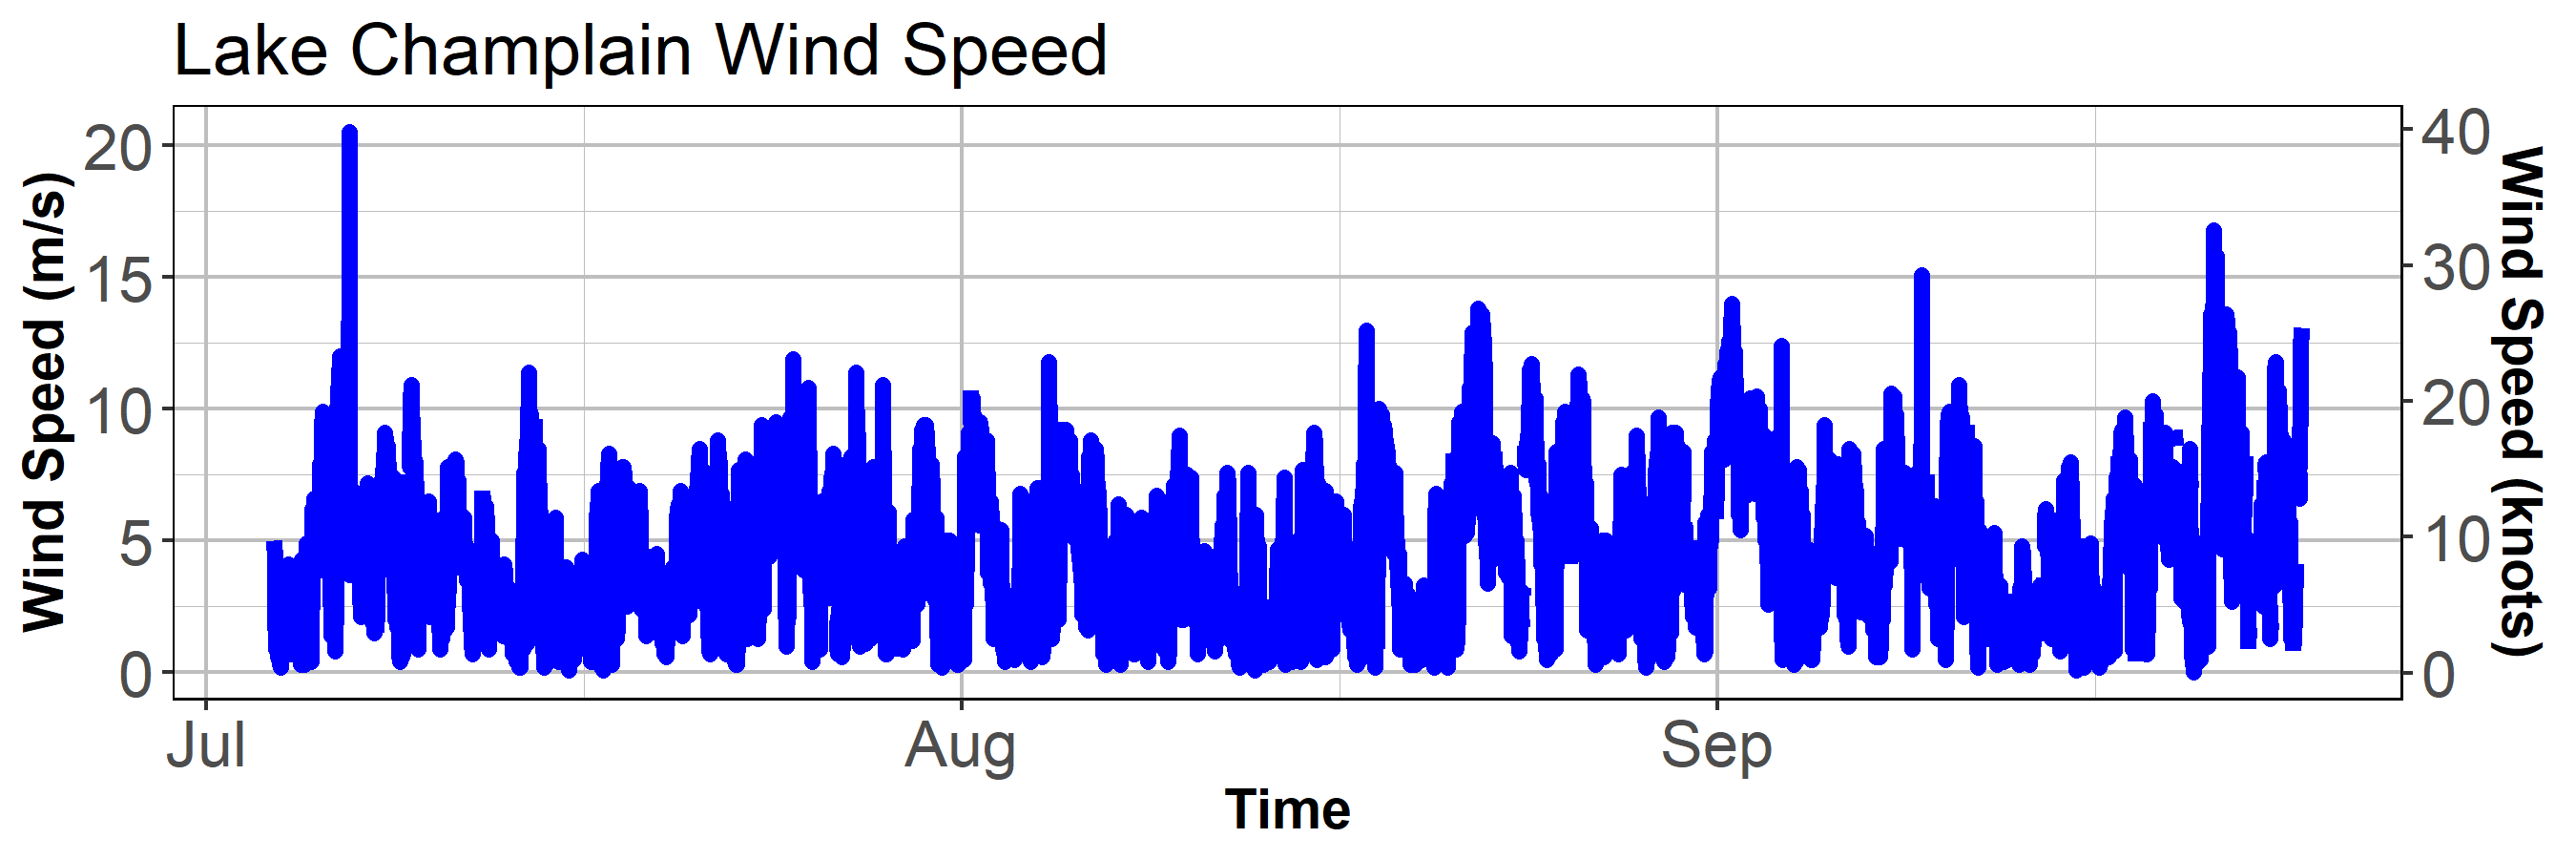 Lake Champlain Wind Speed
Wind Speed (m/s)
20
15
10
5
0
40
30
20
10
0
Wind Speed (knots)
Jul
Aug
Sep
Time